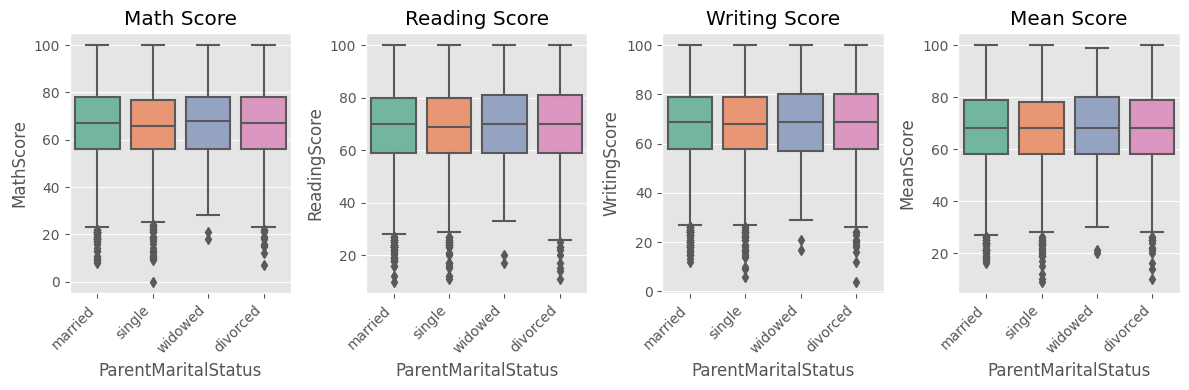 Math Score
MathScore
100
80
60
40
20
0
married
single
widowed
divorced
ParentMaritalStatus
Reading Score
ReadingScore
100
80
60
40
20
married
single
widowed
divorced
ParentMaritalStatus
Writing Score
WritingScore
100
80
60
40
20
0
married
single
widowed
divorced
ParentMaritalStatus
Mean Score
MeanScore
100
80
60
40
20
married
single
widowed
divorced
ParentMaritalStatus